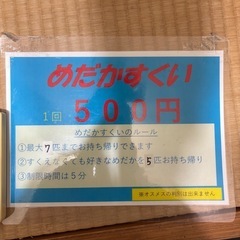 めだかすくい
1回・500円
めだかすくいのルール
①最大7匹までお持ち帰りできます
②すくえなくても好きなめだかを5匹お持ち帰り
③制限時間は5分
※オスメスの判別は出来ません